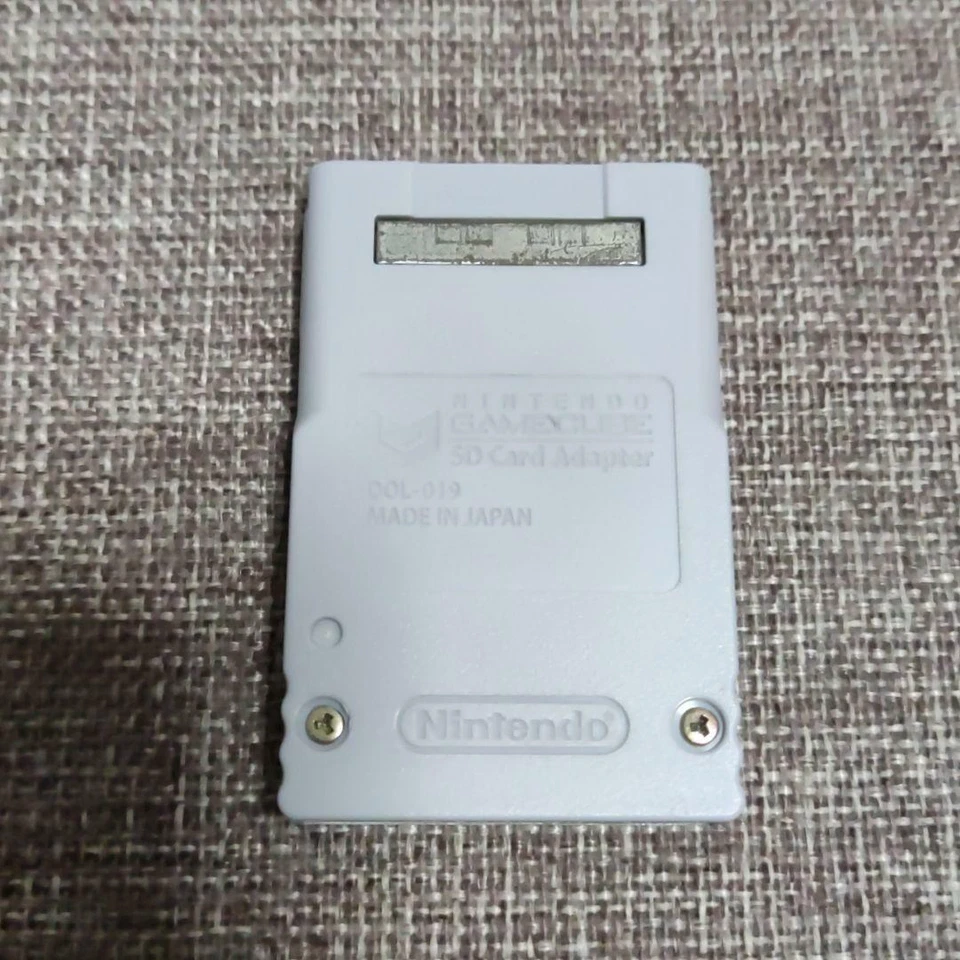 NINTENDO
GAMECUBE
SD Card Adapter
DOL-019
MADE IN JAPAN
Nintendo®